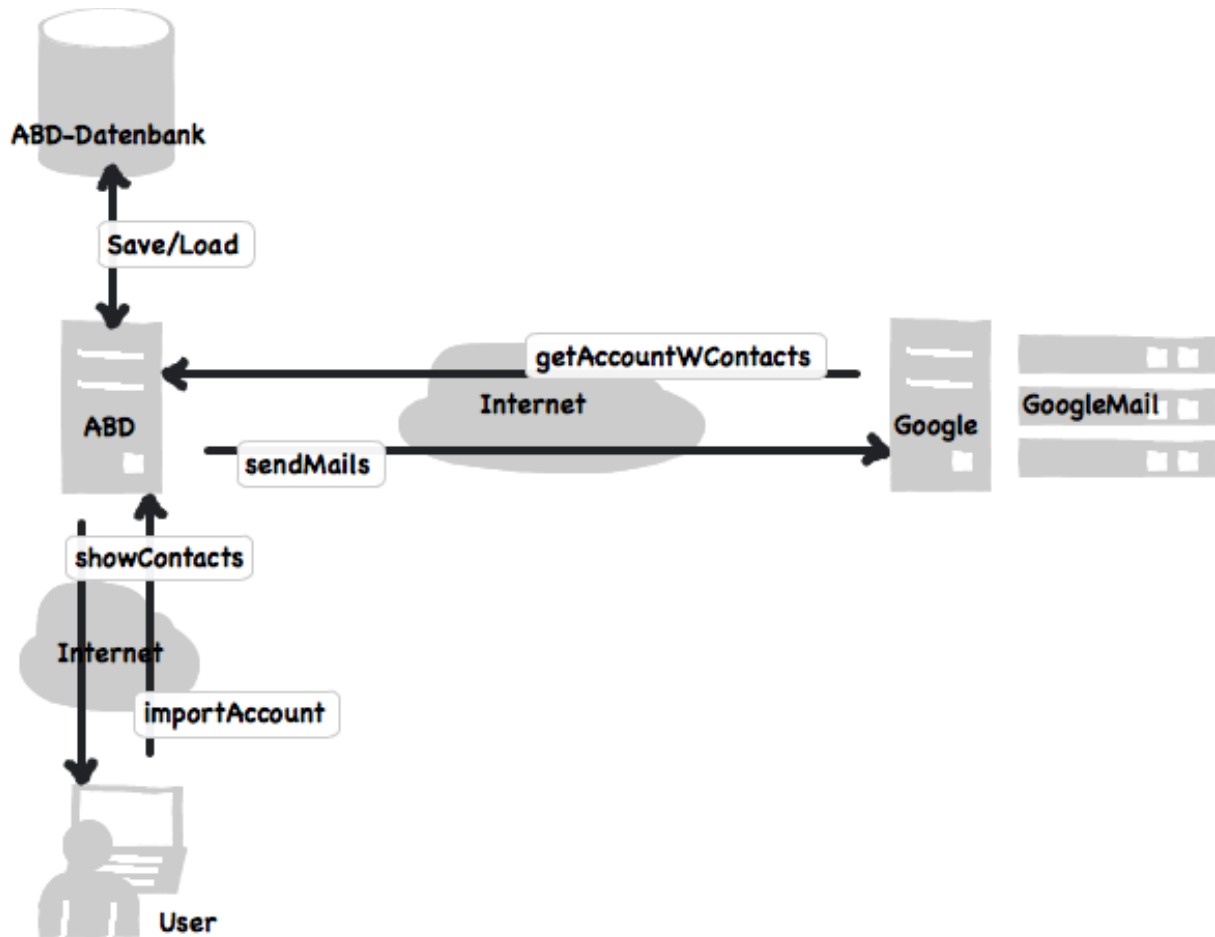 ABD-Datenbank
Save/Load
getAccountWContacts
Internet
GoogleMail
ABD
Google
sendMails
showContacts
Internet
importAccount
User